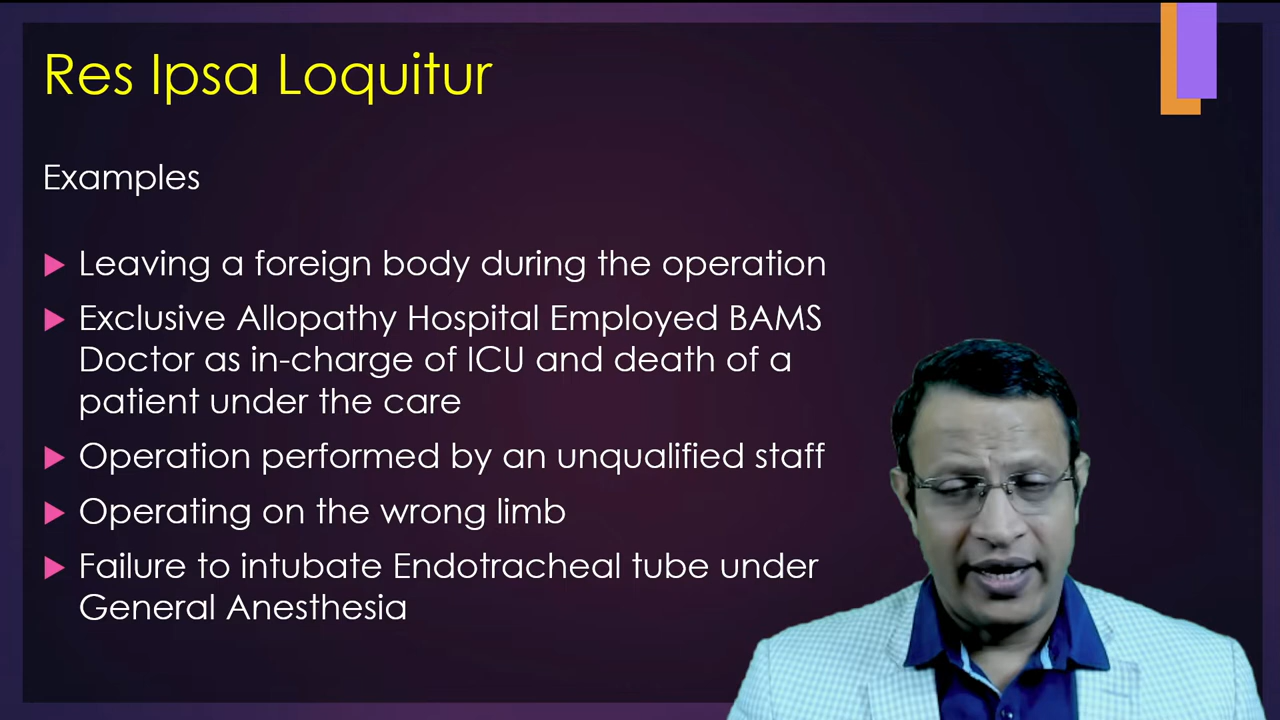 Res Ipsa Loquitur
Examples
Leaving a foreign body during the operation
Exclusive Allopathy Hospital Employed BAMS
Doctor as in-charge of ICU and death of a
patient under the care
Operation performed by an unqualified staff
Operating on the wrong limb
Failure to intubate Endotracheal tube under
General Anesthesia